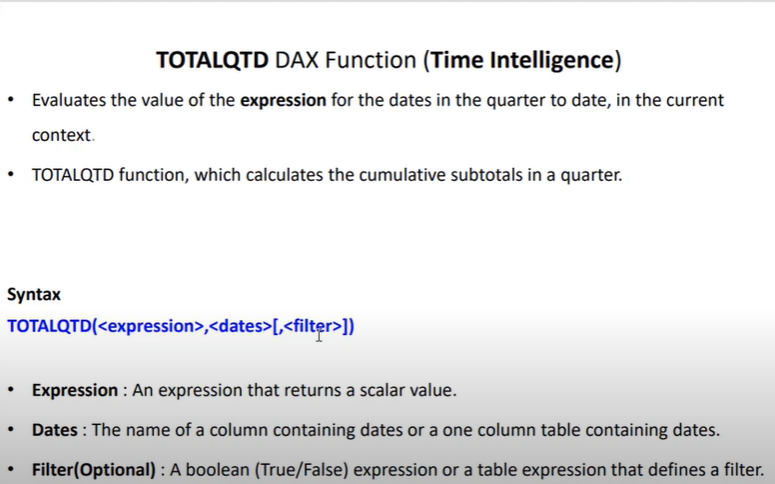 TOTALQTD DAX Function (Time Intelligence)
• Evaluates the value of the expression for the dates in the quarter to date, in the current
context.
• TOTALQTD function, which calculates the cumulative subtotals in a quarter.
Syntax
TOTALQTD(<expression>,<dates>[,<filter>])
• Expression : An expression that returns a scalar value.
• Dates : The name of a column containing dates or a one column table containing dates.
• Filter(Optional) : A boolean (True/False) expression or a table expression that defines a filter.